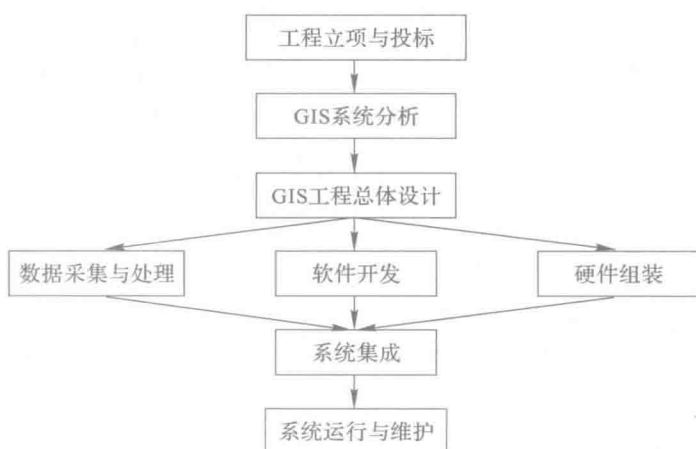 工程立项与投标
GIS系统分析
GIS工程总体设计
数据采集与处理
软件开发
硬件组装
系统集成
系统运行与维护